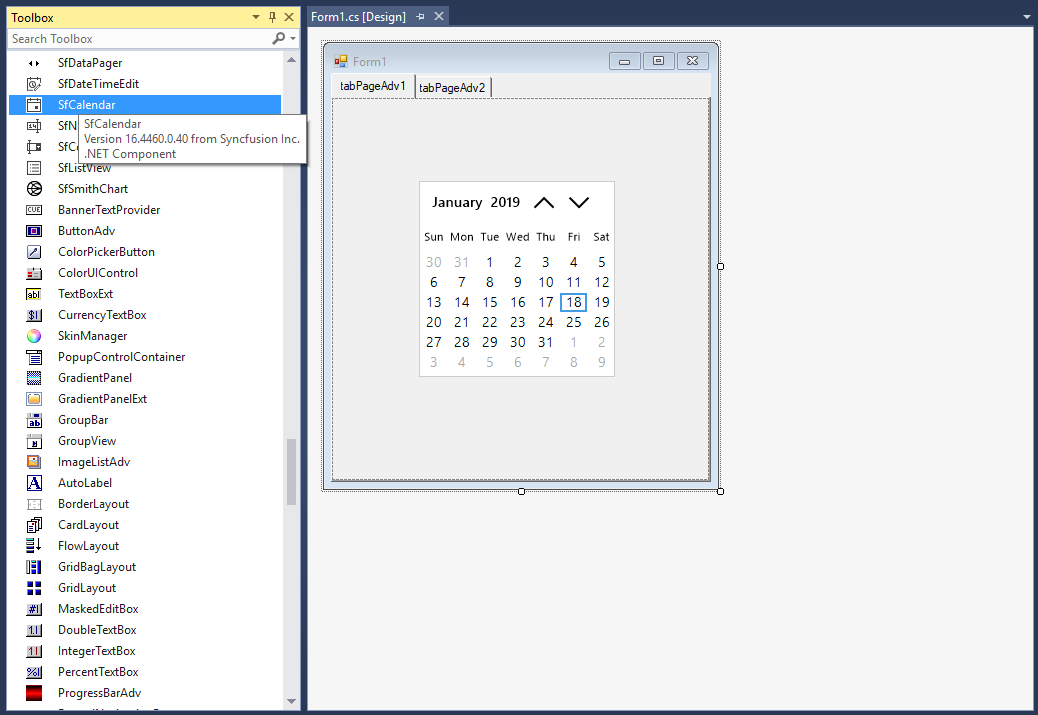 Toolbox
Search Toolbox
SfDataPager
SfDateTimeEdit
SfCalendar
SfCalendar
Version 16.4460.0.40 from Syncfusion Inc.
.NET Component
SfListView
SfSmithChart
BannerTextProvider
ButtonAdv
ColorPickerButton
ColorUIControl
TextBoxExt
CurrencyTextBox
SkinManager
PopupControlContainer
GradientPanel
GradientPanelExt
GroupBar
GroupView
ImageListAdv
AutoLabel
BorderLayout
CardLayout
FlowLayout
GridBagLayout
GridLayout
MaskedEditBox
DoubleTextBox
IntegerTextBox
PercentTextBox
ProgressBarAdv
Form1.cs [Design]
Form1
tabPageAdv1 tabPageAdv2
January 2019
Sun Mon Tue Wed Thu Fri Sat
30 31 1 2 3 4 5
6 7 8 9 10 11 12
13 14 15 16 17 18 19
20 21 22 23 24 25 26
27 28 29 30 31 1 2
3 4 5 6 7 8 9